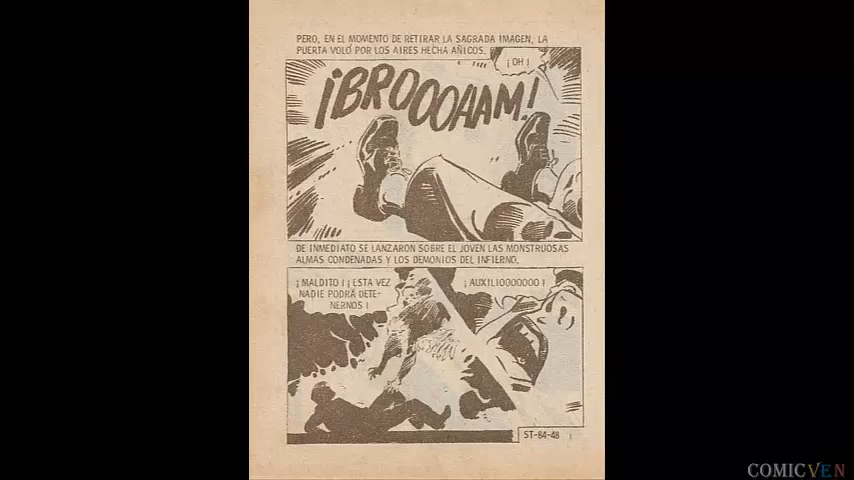 PERO, EN EL MOMENTO DE RETIRAR LA SAGRADA IMAGEN, LA
PUERTA VOLÓ POR LOS AIRES HECHA AÑICOS.
¡OH!
¡BROOOAAM!
DE INMEDIATO SE LANZARON SOBRE EL JOVEN LAS MONSTRUOSAS
ALMAS CONDENADAS Y LOS DEMONIOS DEL INFIERNO.
¡MALDITO! ¡ESTA VEZ
NADIE PODRÁ DETE-
NERNOS!
¡AUXILIOOOOOOO!
ST-84-48
COMICVEN